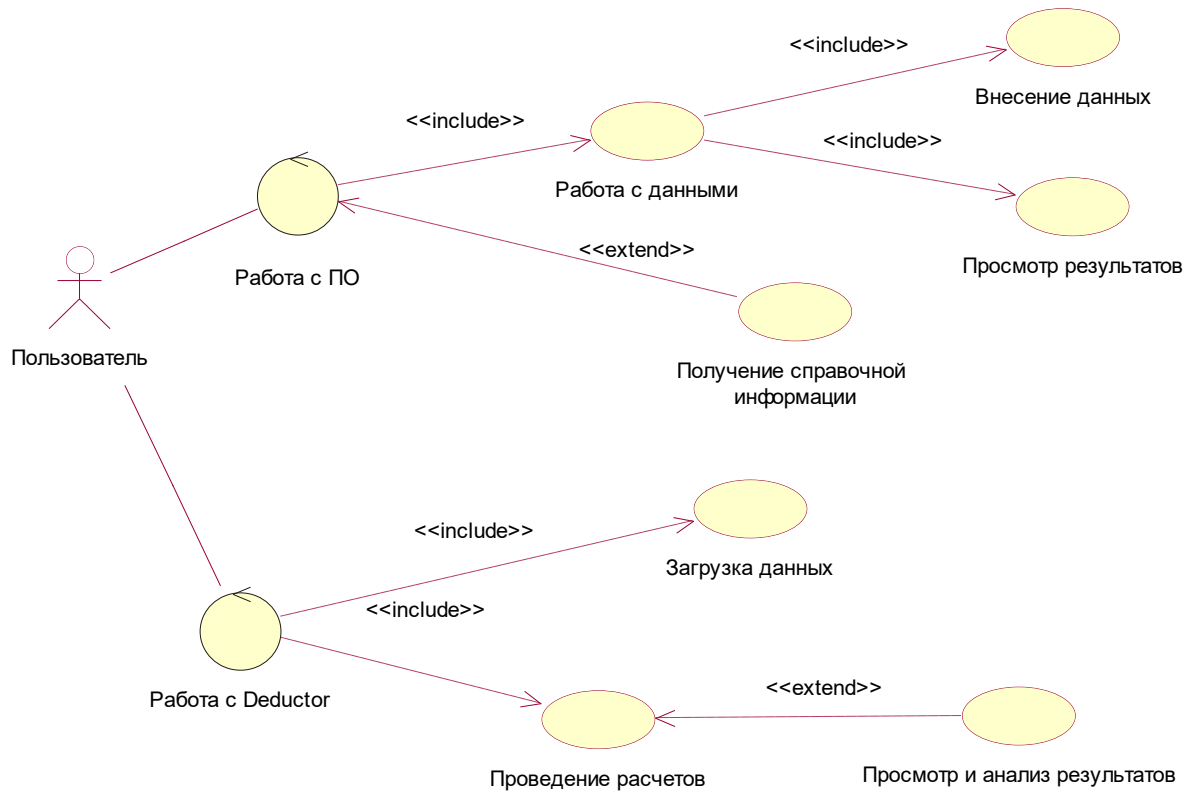 <<include>>
Внесение данных
<<include>>
<<include>>
Работа с данными
Просмотр результатов
<<extend>>
Работа с ПО
Пользователь
Получение справочной
информации
<<include>>
Загрузка данных
<<include>>
Работа с Deductor
<<extend>>
Проведение расчетов
Просмотр и анализ результатов